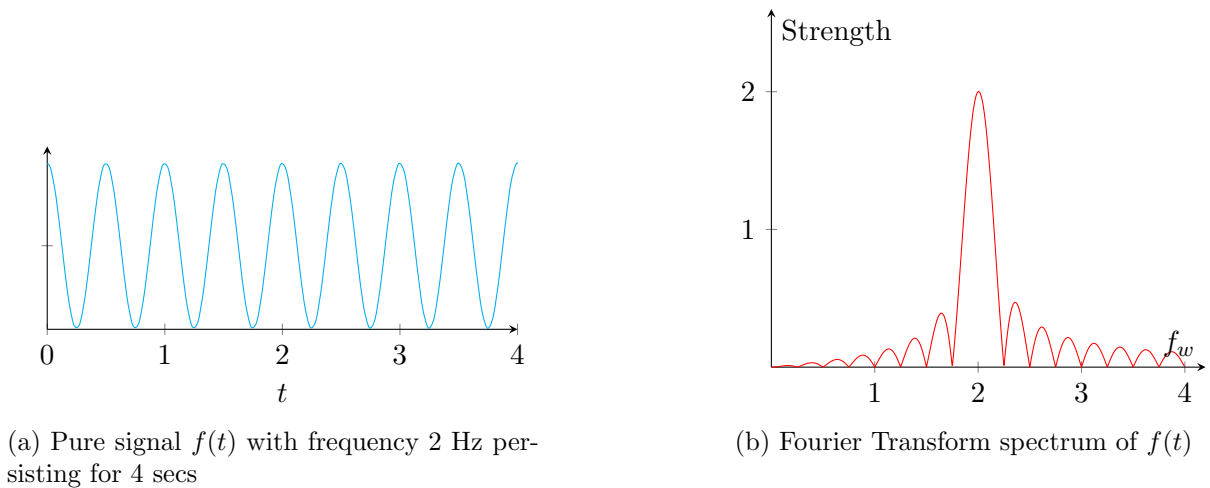 0 1 2 3 4
t
(a) Pure signal f(t) with frequency 2 Hz per-
sisting for 4 secs
Strength
2
1
f_w
1 2 3 4
(b) Fourier Transform spectrum of f(t)